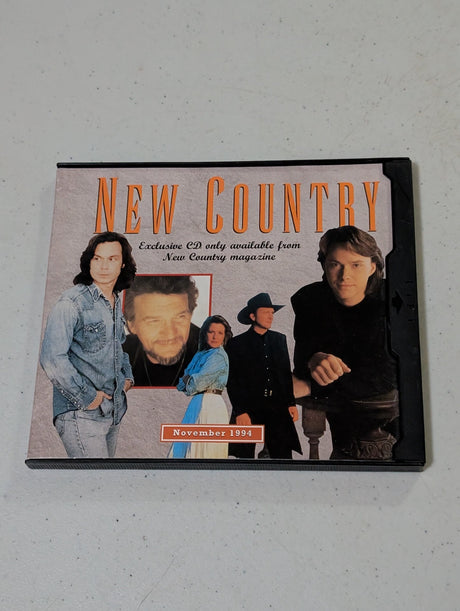 NEW COUNTRY
Exclusive CD only available from
New Country magazine
November 1994